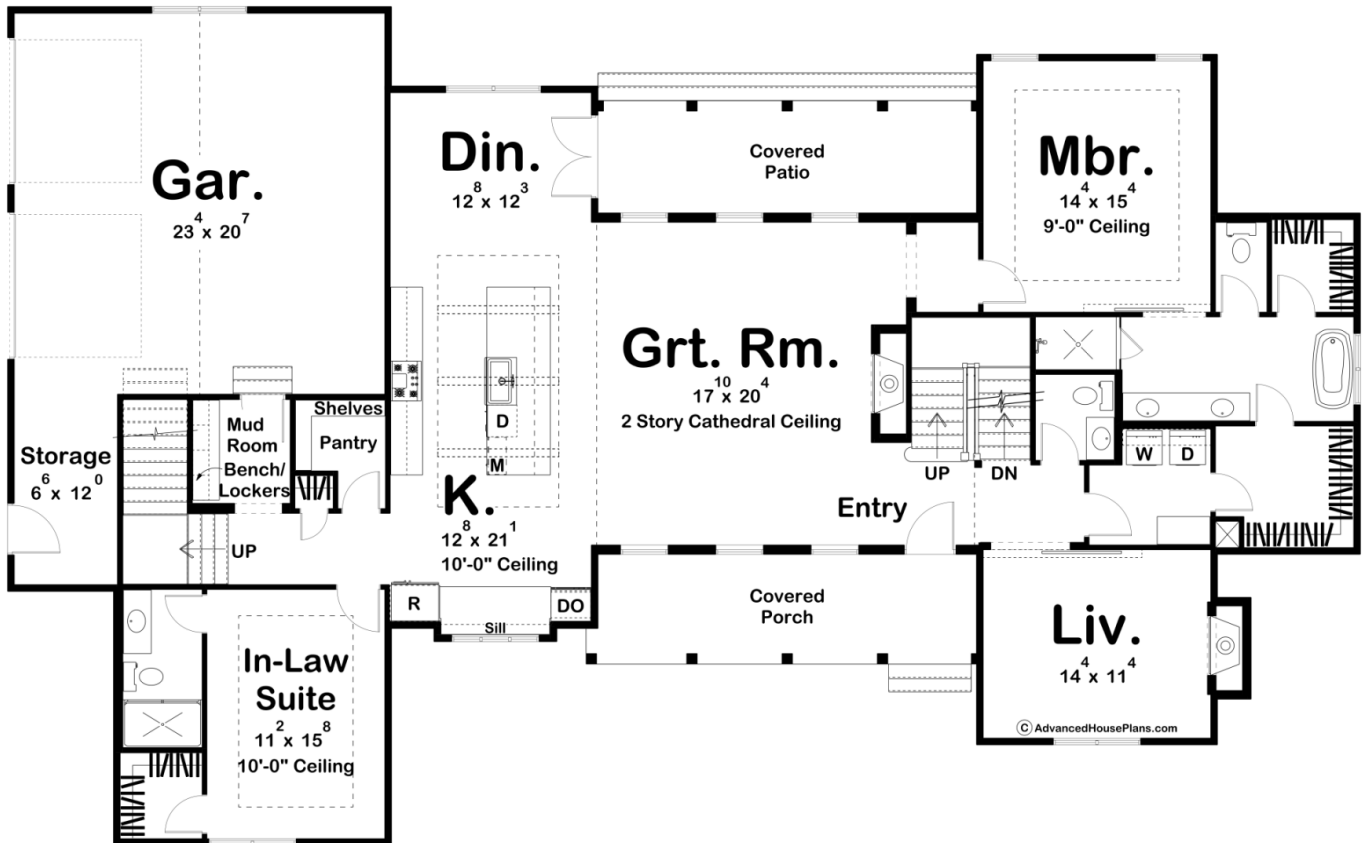 Gar.
23⁴ x 20⁷
Din.
12⁸ x 12³
Covered
Patio
Mbr.
14⁴ x 15⁴
9'-0" Ceiling
Grt. Rm.
17¹⁰ x 20⁴
2 Story Cathedral Ceiling
Storage
6⁶ x 12⁰
Mud
Room
Bench/
Lockers
Shelves
Pantry
D
M
K.
12⁸ x 21¹
10'-0" Ceiling
UP
UP
DN
W
D
Entry
R
Sill
DO
Covered
Porch
Liv.
14⁴ x 11⁴
© AdvancedHousePlans.com
In-Law
Suite
11² x 15⁸
10'-0" Ceiling